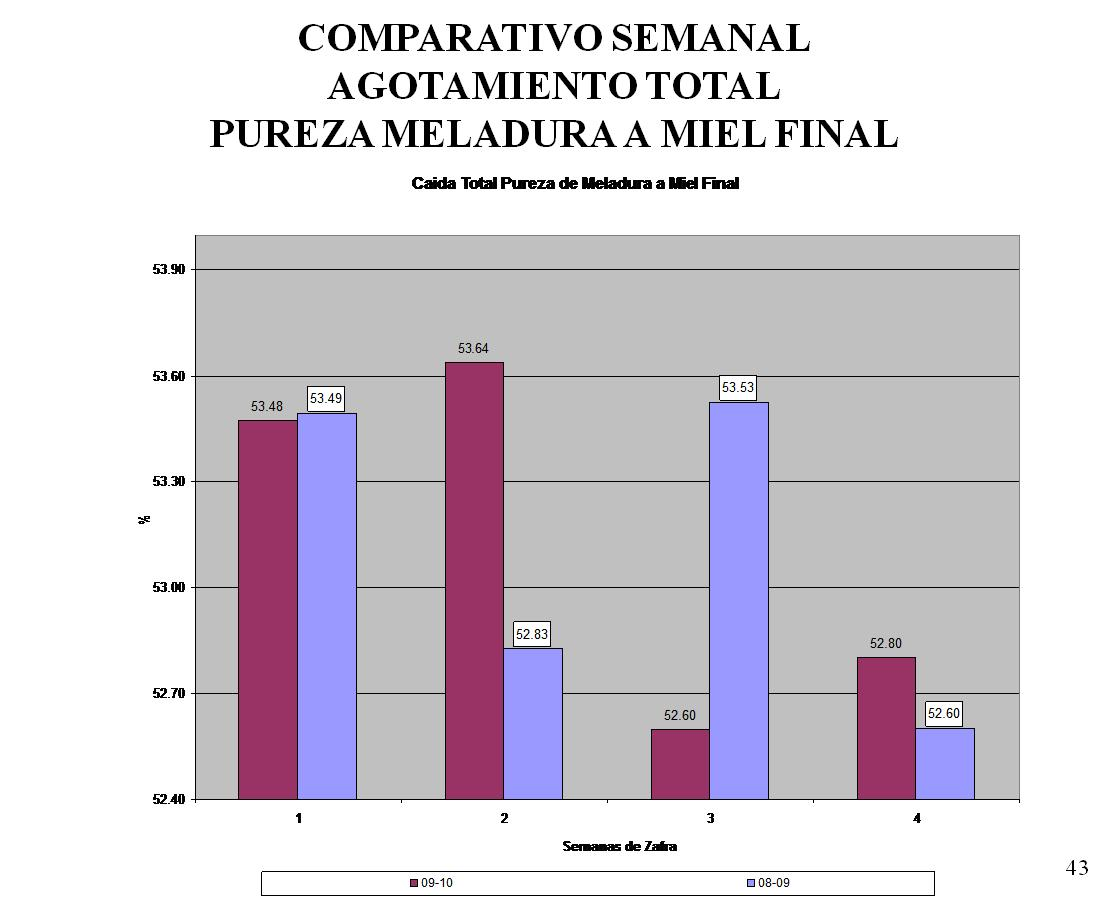 COMPARATIVO SEMANAL
AGOTAMIENTO TOTAL
PUREZA MELADURA A MIEL FINAL
Caida Total Pureza de Meladura a Miel Final
53.90
53.60
53.30
53.00
52.70
52.40
%
53.48
53.49
53.64
52.83
52.60
53.53
52.80
52.60
1 2 3 4
Semanas de Zafra
09-10 08-09
43